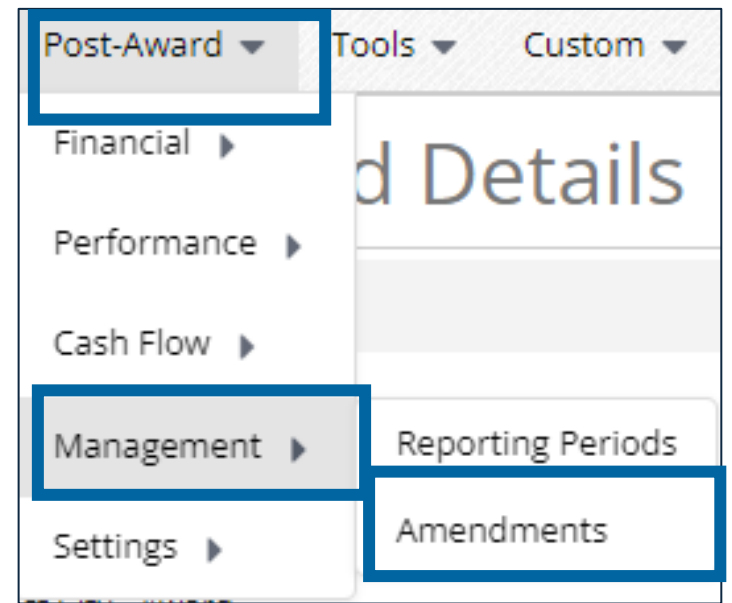 Post-Award Tools Custom
Financial
d Details
Performance
Cash Flow
Management Reporting Periods
Amendments
Settings